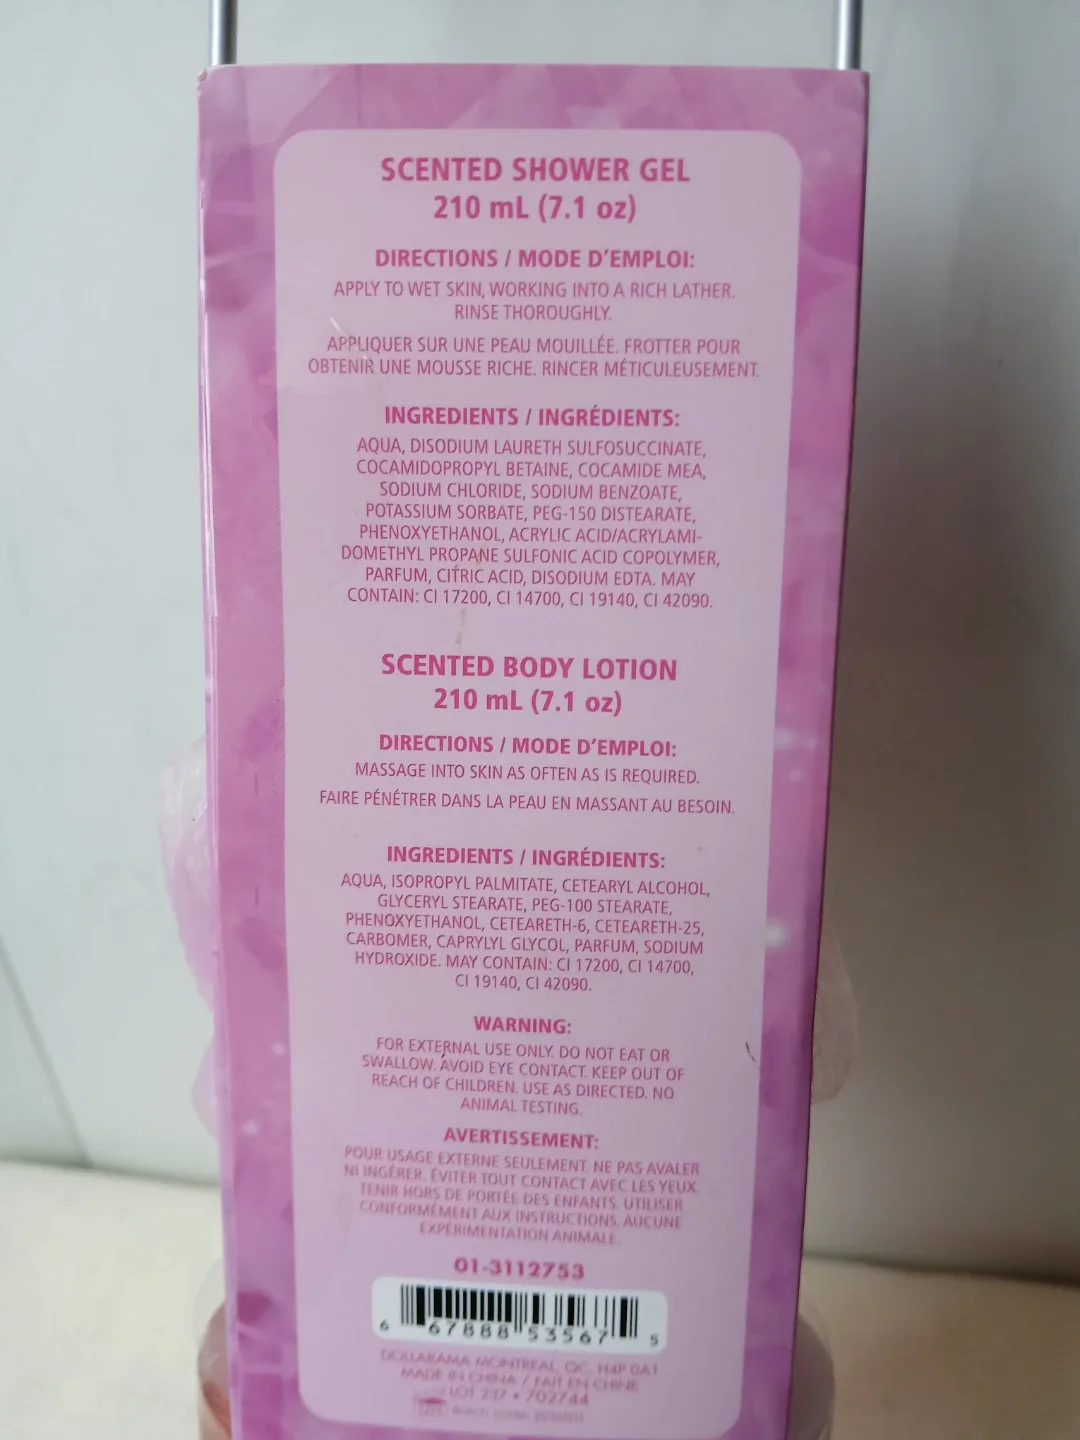 SCENTED SHOWER GEL
210 mL (7.1 oz)
DIRECTIONS / MODE D'EMPLOI:
APPLY TO WET SKIN, WORKING INTO A RICH LATHER.
RINSE THOROUGHLY.
APPLIQUER SUR UNE PEAU MOUILLÉE. FROTTER POUR
OBTENIR UNE MOUSSE RICHE. RINCER MÉTICULEUSEMENT.
INGREDIENTS / INGRÉDIENTS:
AQUA, DISODIUM LAURETH SULFOSUCCINATE,
COCAMIDOPROPYL BETAINE, COCAMIDE MEA,
SODIUM CHLORIDE, SODIUM BENZOATE,
POTASSIUM SORBATE, PEG-150 DISTEARATE,
PHENOXYETHANOL, ACRYLIC ACID/ACRYLAMI-
DOMETHYL PROPANE SULFONIC ACID COPOLYMER,
PARFUM, CITRIC ACID, DISODIUM EDTA. MAY
CONTAIN: CI 17200, CI 14700, CI 19140, CI 42090.
SCENTED BODY LOTION
210 mL (7.1 oz)
DIRECTIONS / MODE D'EMPLOI:
MASSAGE INTO SKIN AS OFTEN AS IS REQUIRED.
FAIRE PÉNÉTRER DANS LA PEAU EN MASSANT AU BESOIN.
INGREDIENTS / INGRÉDIENTS:
AQUA, ISOPROPYL PALMITATE, CETEARYL ALCOHOL,
GLYCERYL STEARATE, PEG-100 STEARATE,
PHENOXYETHANOL, CETEARETH-6, CETEARETH-25,
CARBOMER, CAPRYLYL GLYCOL, PARFUM, SODIUM
HYDROXIDE. MAY CONTAIN: CI 17200, CI 14700,
CI 19140, CI 42090.
WARNING:
FOR EXTERNAL USE ONLY. DO NOT EAT OR
SWALLOW. AVOID EYE CONTACT. KEEP OUT OF
REACH OF CHILDREN. USE AS DIRECTED. NO
ANIMAL TESTING.
AVERTISSEMENT:
POUR USAGE EXTERNE SEULEMENT. NE PAS AVALER
NI INGÉRER. ÉVITER TOUT CONTACT AVEC LES YEUX.
TENIR HORS DE PORTÉE DES ENFANTS. UTILISER
CONFORMÉMENT AUX INSTRUCTIONS. AUCUNE
EXPÉRIMENTATION ANIMALE.
01-3112753
6 67888 53567 5
DOLLARAMA MONTREAL, QC, H4P 0A1
MADE IN CHINA / FAIT EN CHINE
LOT 237 • 702744